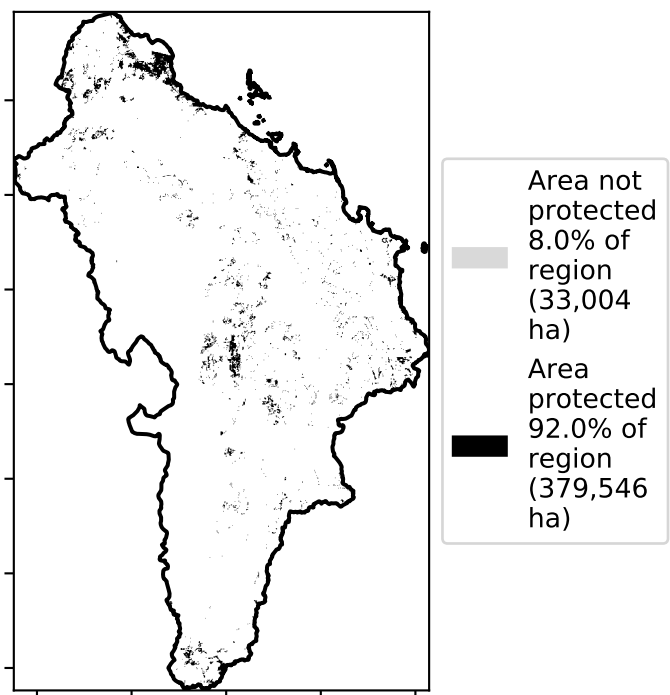 Area not
protected
8.0% of
region
(33,004
ha)
Area
protected
92.0% of
region
(379,546
ha)